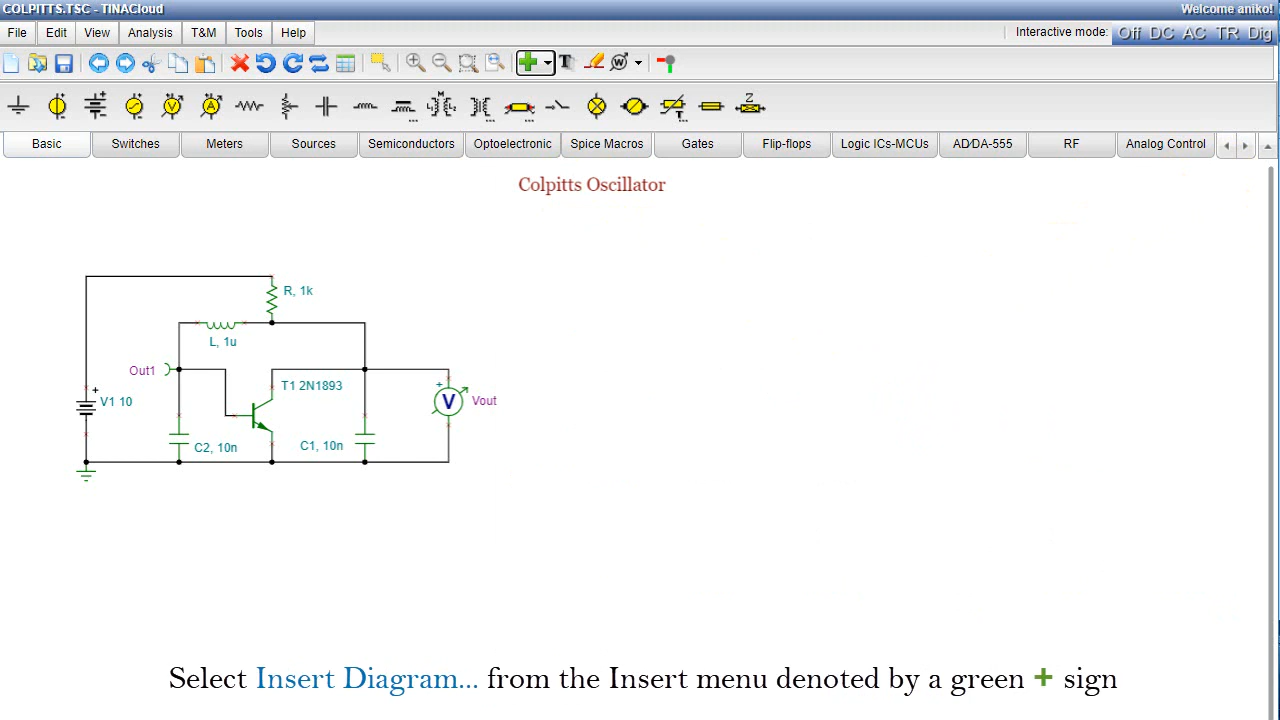 COLPITTS.TSC - TINACloud Welcome aniko!
File Edit View Analysis T&M Tools Help Interactive mode: Off DC AC TR Dig
Basic Switches Meters Sources Semiconductors Optoelectronic Spice Macros Gates Flip-flops Logic ICs-MCUs AD/DA-555 RF Analog Control
Colpitts Oscillator
R, 1k
L, 1u
Out1
T1 2N1893
V1 10
V
Vout
C2, 10n
C1, 10n
Select Insert Diagram... from the Insert menu denoted by a green + sign